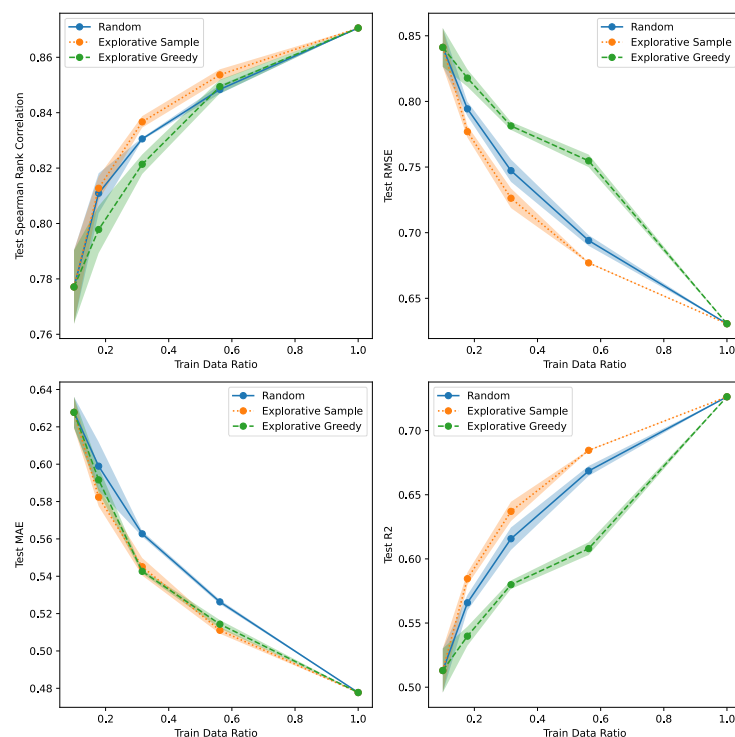 Random
Explorative Sample
Explorative Greedy
0.86
0.84
0.82
0.80
0.78
0.76
Test Spearman Rank Correlation
0.2
0.4
0.6
0.8
1.0
Train Data Ratio
Random
Explorative Sample
Explorative Greedy
0.85
0.80
0.75
0.70
0.65
Test RMSE
0.2
0.4
0.6
0.8
1.0
Train Data Ratio
Random
Explorative Sample
Explorative Greedy
0.64
0.62
0.60
0.58
0.56
0.54
0.52
0.50
0.48
Test MAE
0.2
0.4
0.6
0.8
1.0
Train Data Ratio
Random
Explorative Sample
Explorative Greedy
0.70
0.65
0.60
0.55
0.50
Test R2
0.2
0.4
0.6
0.8
1.0
Train Data Ratio